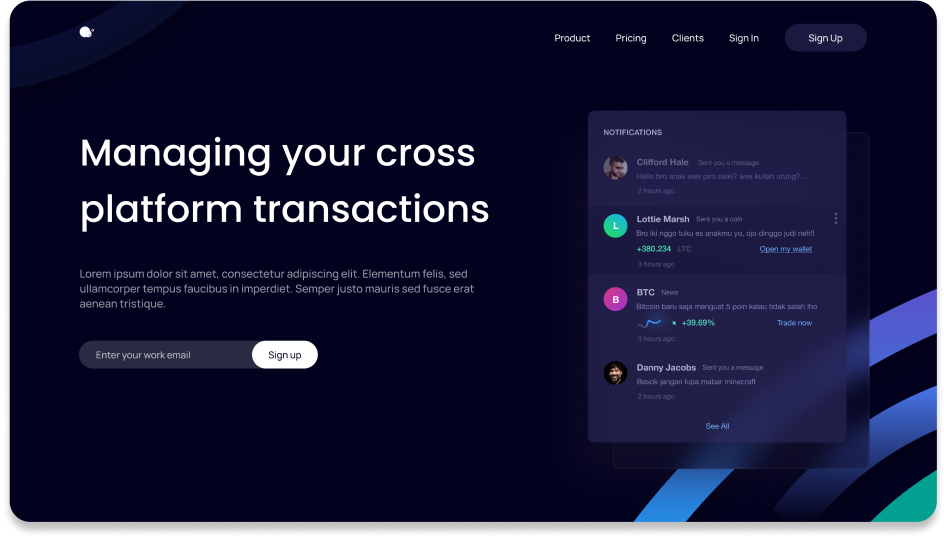 Product Pricing Clients Sign In Sign Up
Managing your cross
platform transactions
Lorem ipsum dolor sit amet, consectetur adipiscing elit. Elementum felis, sed
ullamcorper tempus faucibus in imperdiet. Semper justo mauris sed fusce erat
aenean tristique.
Enter your work email Sign up
NOTIFICATIONS
Clifford Hale Sent you a message
Hallo bro anak wes piro saiki? wes kuliah urung?....
2 hours ago
L
Lottie Marsh Sent you a coin
Bro iki nggo tuku es anakmu yo, ojo dinggo judi neh!!
+380.234 LTC Open my wallet
3 hours ago
B
BTC News
Bitcoin baru saja menguat 5 poin kalau tidak salah lho
+39.69% Trade now
3 hours ago
Danny Jacobs Sent you a message
Besok jangan lupa mabar minecraft
2 hours ago
See All